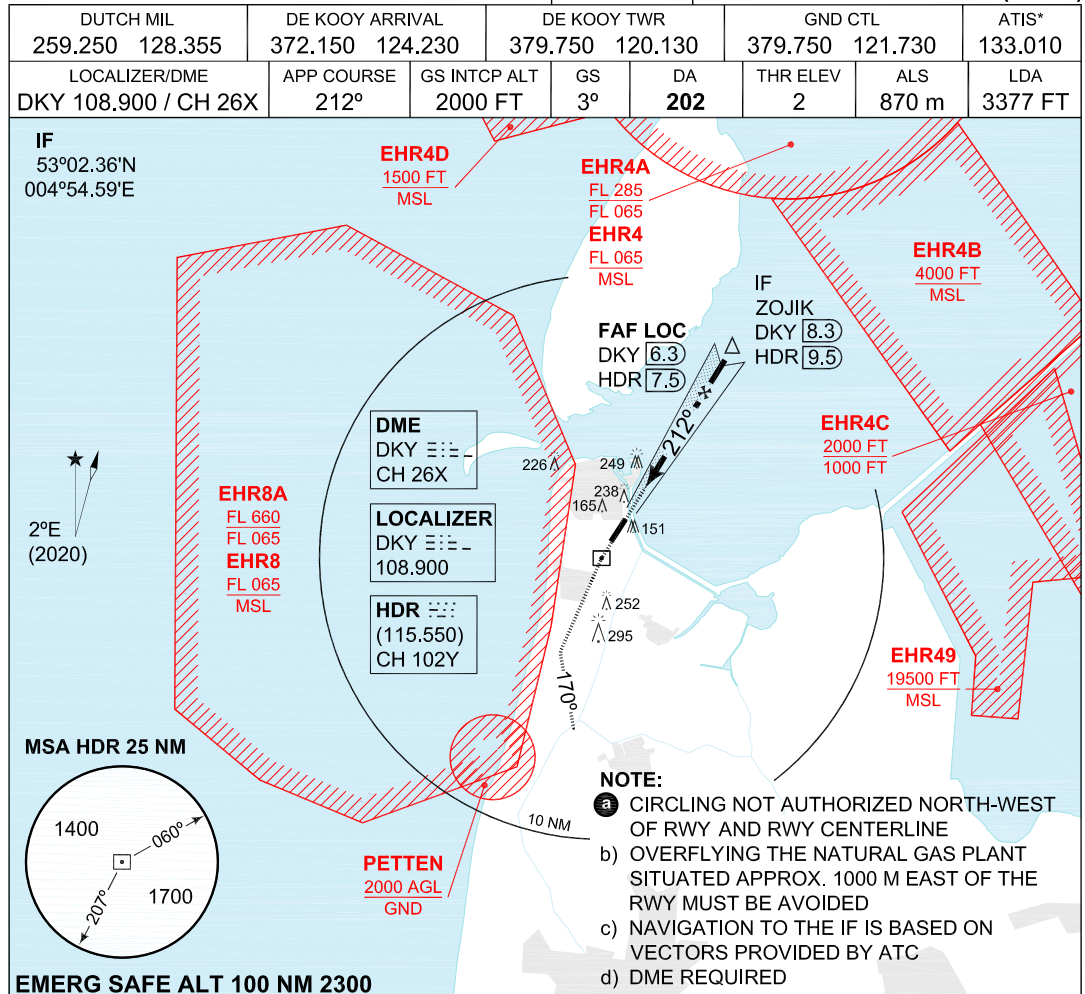 DUTCH MIL
259.250 128.355
DE KOOY ARRIVAL
372.150 124.230
DE KOOY TWR
379.750 120.130
GND CTL
379.750 121.730
ATIS*
133.010
LOCALIZER/DME
DKY 108.900 / CH 26X
APP COURSE
212º
GS INTCP ALT
2000 FT
GS
3º
DA
202
THR ELEV
2
ALS
870 m
LDA
3377 FT
IF
53º02.36'N
004º54.59'E
EHR4D
1500 FT
MSL
EHR4A
FL 285
FL 065
EHR4
FL 065
MSL
EHR4B
4000 FT
MSL
IF
ZOJIK
DKY 8.3
HDR 9.5
FAF LOC
DKY 6.3
HDR 7.5
212º
EHR4C
2000 FT
1000 FT
DME
DKY
CH 26X
226
249
238
165
151
LOCALIZER
DKY
108.900
HDR
(115.550)
CH 102Y
EHR8A
FL 660
FL 065
EHR8
FL 065
MSL
2ºE
(2020)
252
295
170º
EHR49
19500 FT
MSL
MSA HDR 25 NM
1400
060º
1700
207º
10 NM
PETTEN
2000 AGL
GND
NOTE:
a CIRCLING NOT AUTHORIZED NORTH-WEST
OF RWY AND RWY CENTERLINE
b) OVERFLYING THE NATURAL GAS PLANT
SITUATED APPROX. 1000 M EAST OF THE
RWY MUST BE AVOIDED
c) NAVIGATION TO THE IF IS BASED ON
VECTORS PROVIDED BY ATC
d) DME REQUIRED
EMERG SAFE ALT 100 NM 2300